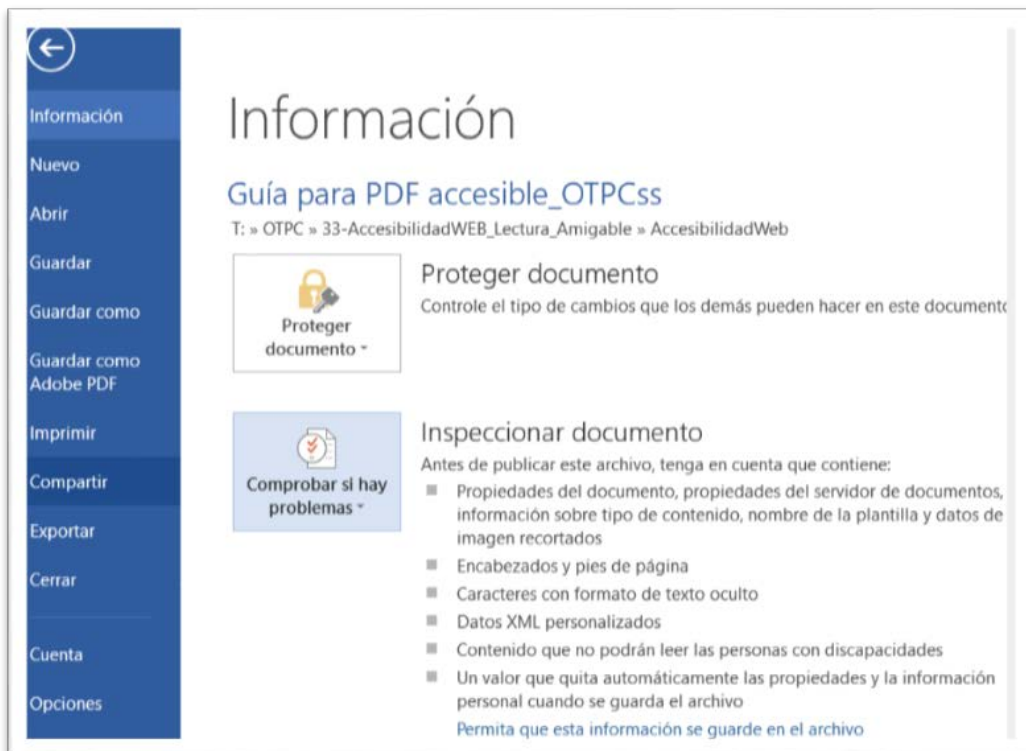 Información
Nuevo
Abrir
Guardar
Guardar como
Guardar como
Adobe PDF
Imprimir
Compartir
Exportar
Cerrar
Cuenta
Opciones
Información
Guía para PDF accesible_OTPCss
T: » OTPC » 33-AccesibilidadWEB_Lectura_Amigable » AccesibilidadWeb
Proteger
documento
Proteger documento
Controle el tipo de cambios que los demás pueden hacer en este documento
Comprobar si hay
problemas
Inspeccionar documento
Antes de publicar este archivo, tenga en cuenta que contiene:
Propiedades del documento, propiedades del servidor de documentos,
información sobre tipo de contenido, nombre de la plantilla y datos de
imagen recortados
Encabezados y pies de página
Caracteres con formato de texto oculto
Datos XML personalizados
Contenido que no podrán leer las personas con discapacidades
Un valor que quita automáticamente las propiedades y la información
personal cuando se guarda el archivo
Permita que esta información se guarde en el archivo